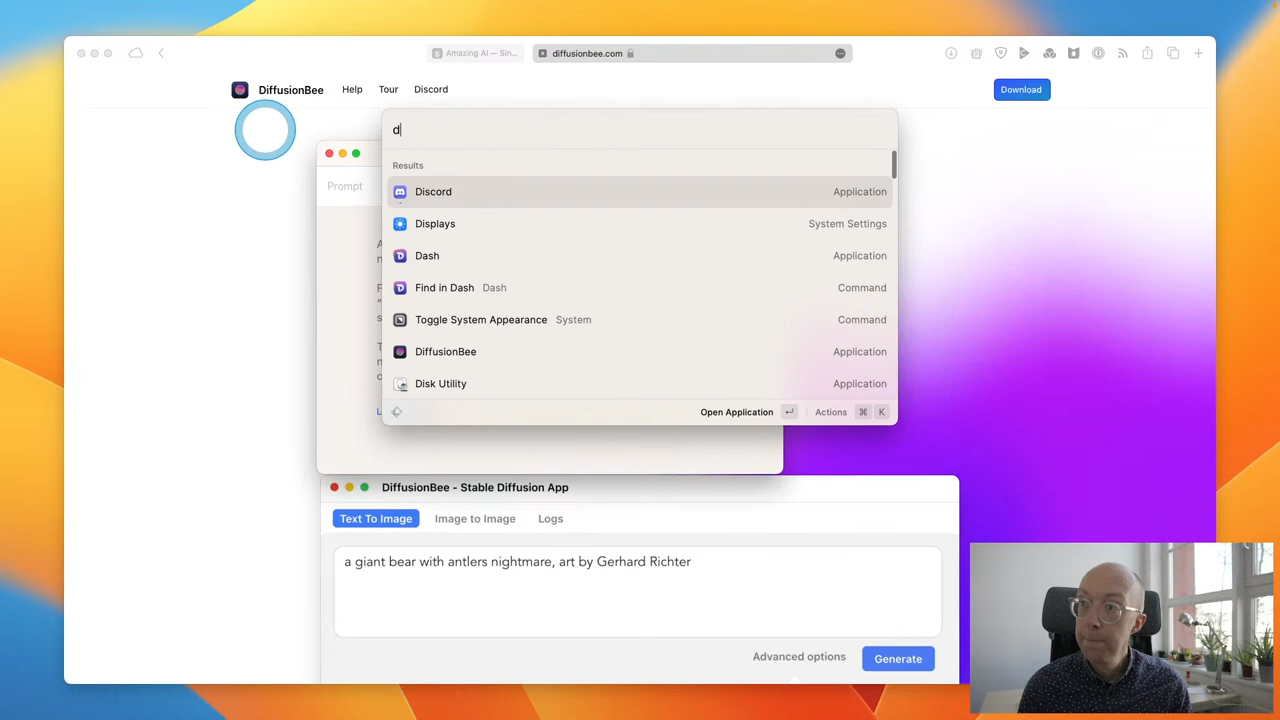 Amazing AI — Sin...
diffusionbee.com
DiffusionBee
Help
Tour
Discord
Download
d
Prompt
Results
Discord Application
Displays System Settings
Dash Application
Find in Dash Dash Command
Toggle System Appearance System Command
DiffusionBee Application
Disk Utility Application
Open Application
Actions
K
DiffusionBee - Stable Diffusion App
Text To Image
Image to Image
Logs
a giant bear with antlers nightmare, art by Gerhard Richter
Advanced options
Generate